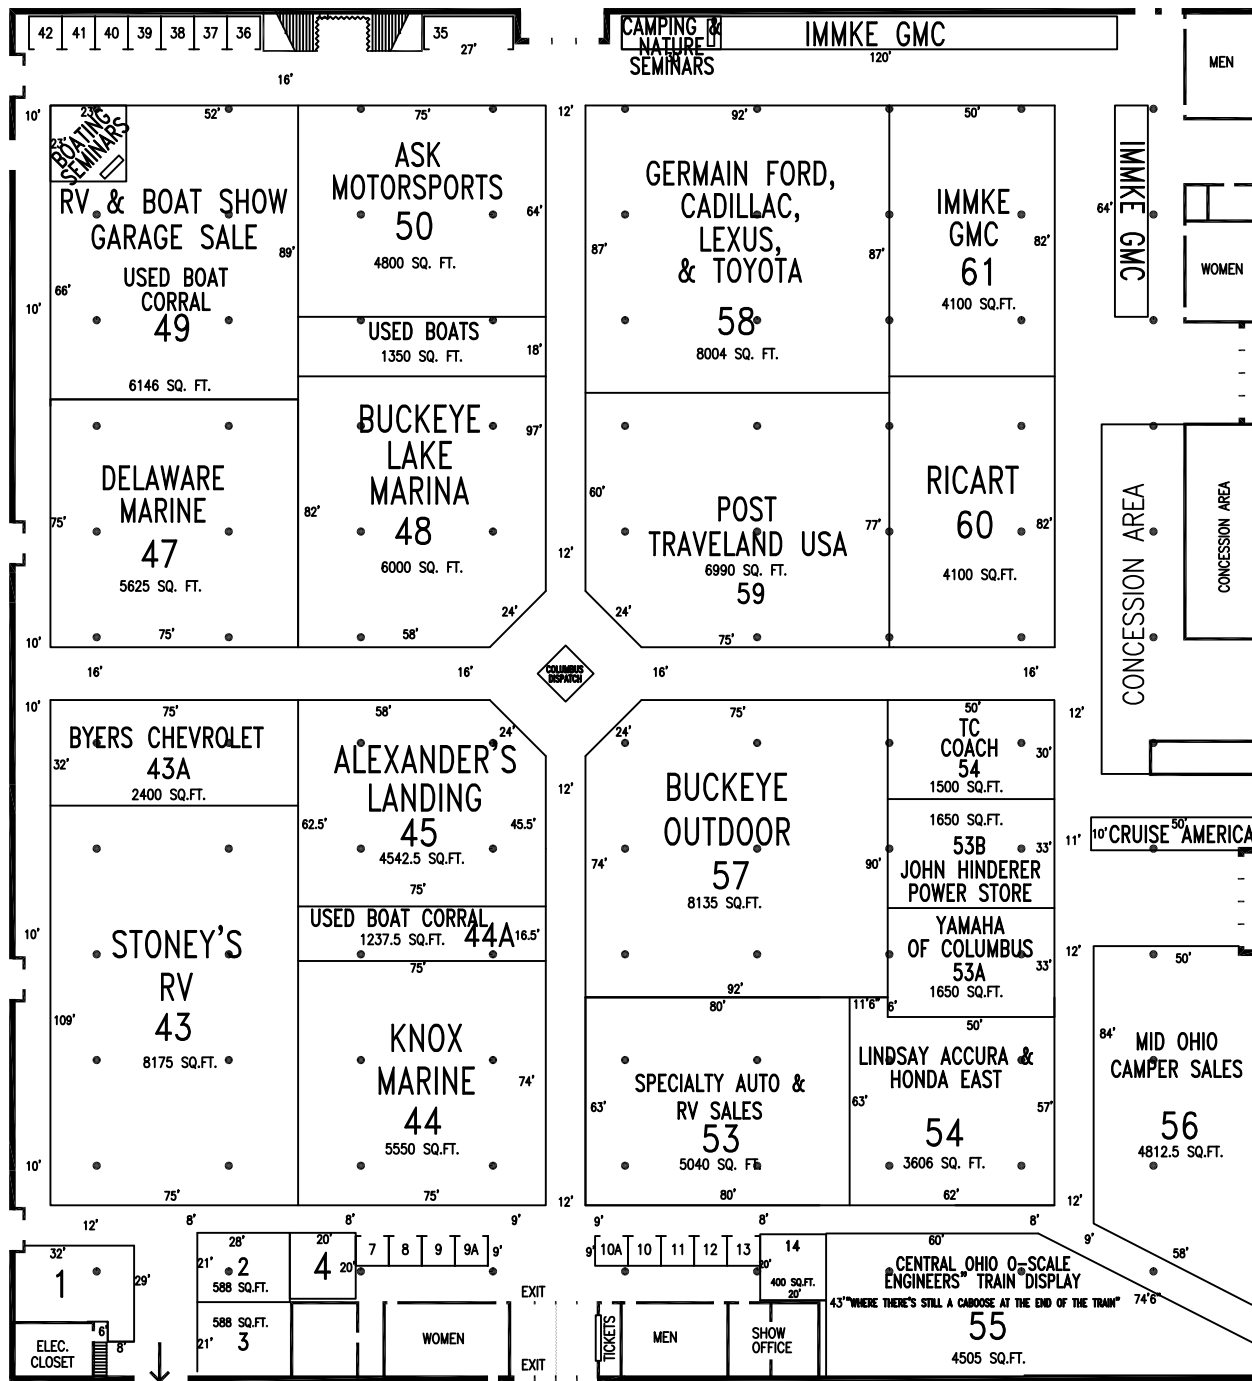 42 41 40 39 38 37 36
35
27'
CAMPING &
NATURE
SEMINARS
IMMKE GMC
120'
MEN
16'
10'
23'
23'
BOATING
SEMINARS
52'
75'
12'
92'
50'
RV & BOAT SHOW
GARAGE SALE
89'
USED BOAT
CORRAL
49
66'
10'
6146 SQ. FT.
ASK
MOTORSPORTS
50
64'
4800 SQ. FT.
USED BOATS
1350 SQ. FT.
18'
GERMAIN FORD,
CADILLAC,
LEXUS,
& TOYOTA
87'
87'
58
8004 SQ. FT.
IMMKE
GMC
61
82'
4100 SQ.FT.
64'
IMMKE GMC
WOMEN
DELAWARE
MARINE
75'
47
5625 SQ. FT.
75'
10'
BUCKEYE
LAKE
MARINA
97'
82'
48
6000 SQ. FT.
24'
58'
12'
60'
POST
TRAVELAND USA
77'
6990 SQ. FT.
59
24'
75'
RICART
60
82'
4100 SQ.FT.
CONCESSION AREA
CONCESSION AREA
16'
16'
COLUMBUS
DISPATCH
16'
16'
10'
75'
BYERS CHEVROLET
32'
43A
2400 SQ.FT.
58'
24'
ALEXANDER'S
LANDING
62.5'
45
45.5'
4542.5 SQ.FT.
75'
12'
24'
75'
BUCKEYE
OUTDOOR
74'
57
90'
8135 SQ.FT.
92'
50'
TC
COACH
54
30'
1500 SQ.FT.
12'
1650 SQ.FT.
53B
33'
JOHN HINDERER
POWER STORE
11'
10'
50'
CRUISE AMERICA
USED BOAT CORRAL
1237.5 SQ.FT.
44A
16.5'
75'
10'
STONEY'S
RV
43
109'
8175 SQ.FT.
10'
75'
KNOX
MARINE
74'
44
5550 SQ.FT.
75'
YAMAHA
OF COLUMBUS
53A
33'
1650 SQ.FT.
50'
12'
50'
84'
MID OHIO
CAMPER SALES
56
4812.5 SQ.FT.
80'
63'
SPECIALTY AUTO &
RV SALES
53
5040 SQ. FT.
80'
11'6"
6'
LINDSAY ACCURA &
HONDA EAST
63'
57'
54
3606 SQ. FT.
62'
12'
12'
12'
8'
8'
9'
9'
8'
8'
9'
58'
32'
1
29'
6'
8'
ELEC.
CLOSET
28'
21'
2
588 SQ.FT.
588 SQ.FT.
21'
3
20'
4
20'
7 8 9 9A
9'
WOMEN
EXIT
EXIT
9'
10A 10 11 12 13
20'
14
400 SQ.FT.
20'
TICKETS
MEN
SHOW
OFFICE
60'
CENTRAL OHIO O-SCALE
ENGINEERS" TRAIN DISPLAY
43'
"WHERE THERE'S STILL A CABOOSE AT THE END OF THE TRAIN"
74'6"
55
4505 SQ.FT.